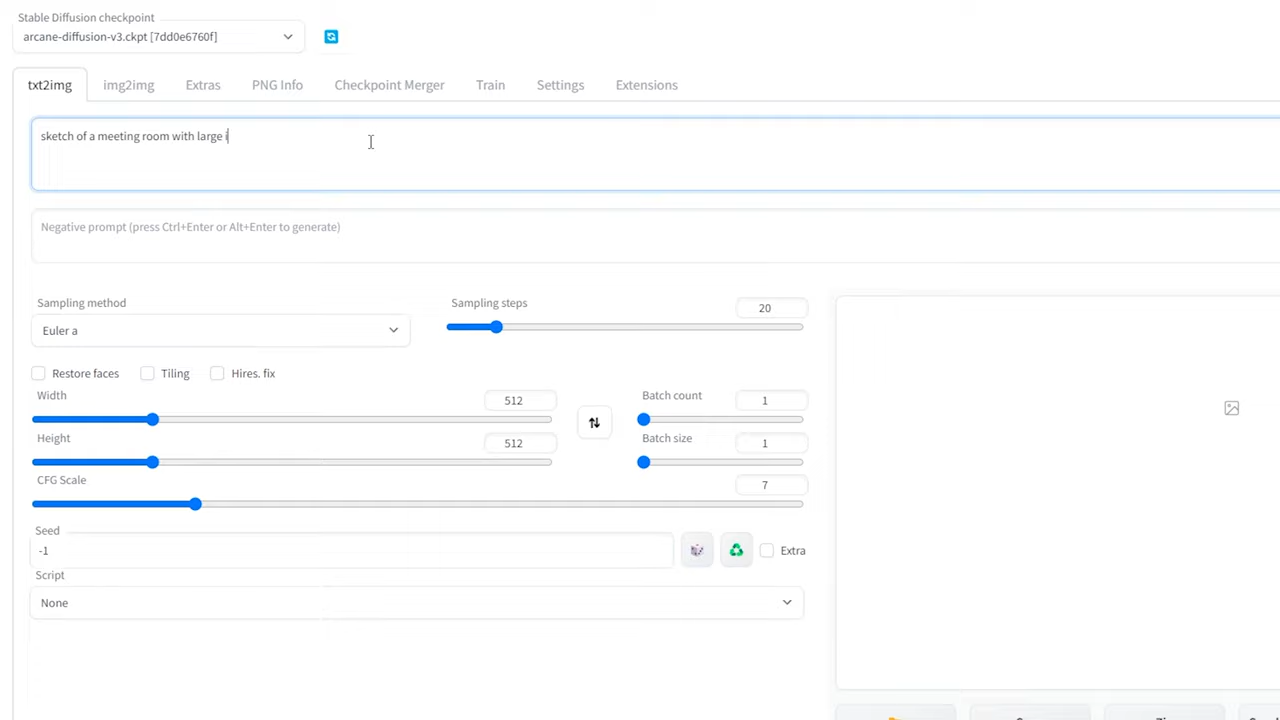 Stable Diffusion checkpoint
arcane-diffusion-v3.ckpt [7dd0e6760f]
txt2img img2img Extras PNG Info Checkpoint Merger Train Settings Extensions
sketch of a meeting room with large i
Negative prompt (press Ctrl+Enter or Alt+Enter to generate)
Sampling method
Euler a
Sampling steps 20
Restore faces Tiling Hires. fix
Width 512
Height 512
Batch count 1
Batch size 1
CFG Scale 7
Seed
-1
Extra
Script
None